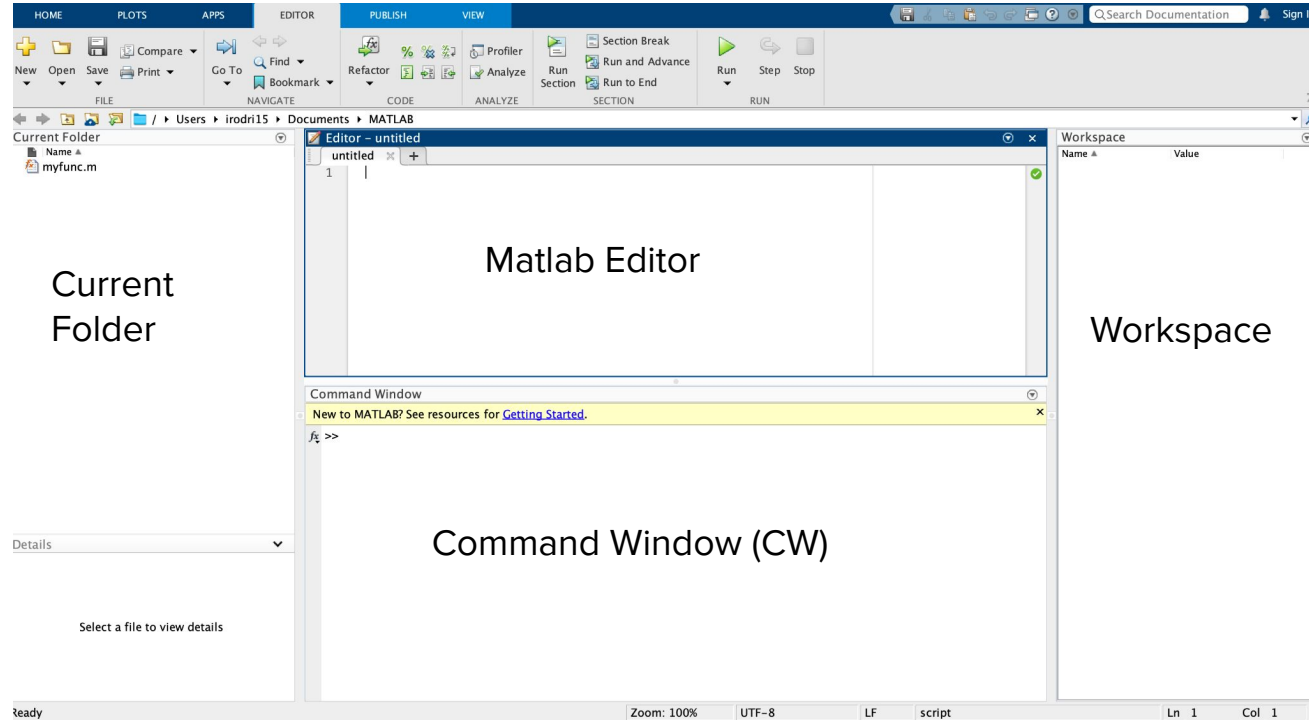 HOME PLOTS APPS EDITOR PUBLISH VIEW Search Documentation Sign I
Compare Find Profiler Section Break
New Open Save Print Go To Bookmark Refactor Analyze Run Section Run and Advance Run Step Stop
Run to End
FILE NAVIGATE CODE ANALYZE SECTION RUN
/ Users irodri15 Documents MATLAB
Current Folder
Name
myfunc.m
Current
Folder
Details
Select a file to view details
Editor - untitled
untitled +
1
Matlab Editor
Command Window
New to MATLAB? See resources for Getting Started.
fx >>
Command Window (CW)
Workspace
Name Value
Workspace
Ready Zoom: 100% UTF-8 LF script Ln 1 Col 1